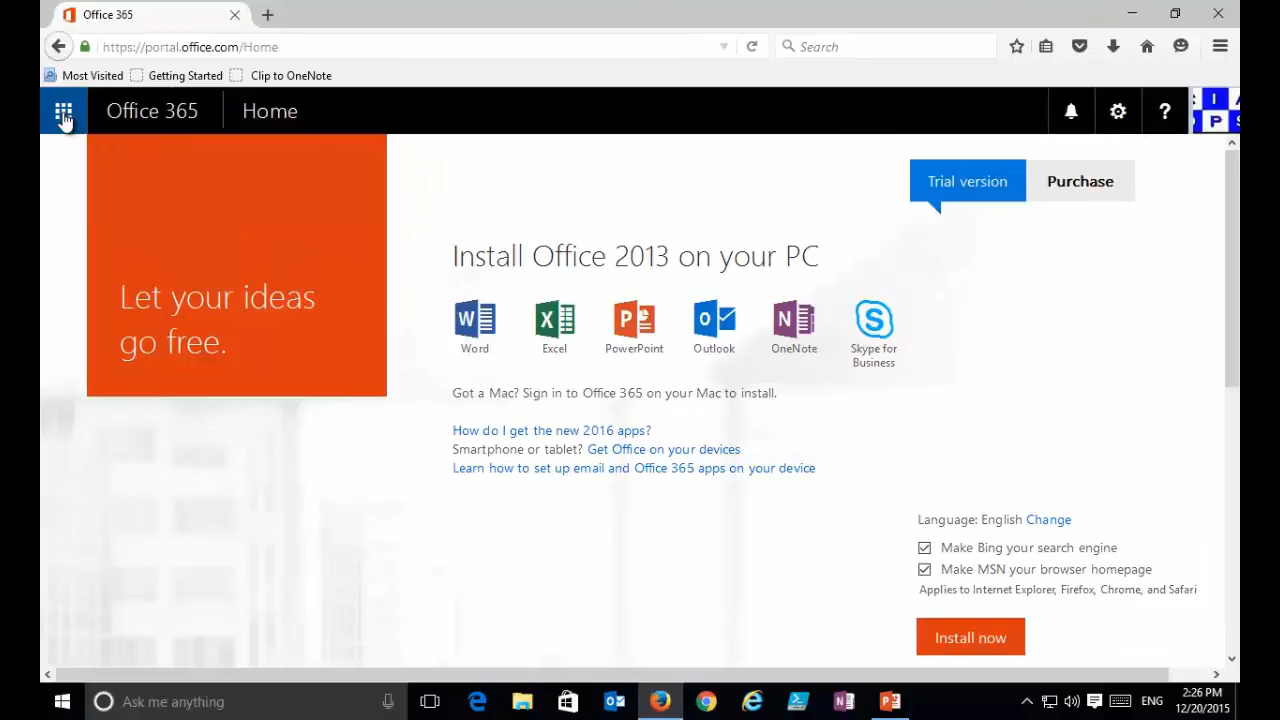 Office 365
https://portal.office.com/Home
Search
Most Visited
Getting Started
Clip to OneNote
Office 365
Home
?
I A
P S
Trial version
Purchase
Let your ideas
go free.
Install Office 2013 on your PC
Word
Excel
PowerPoint
Outlook
OneNote
Skype for
Business
Got a Mac? Sign in to Office 365 on your Mac to install.
How do I get the new 2016 apps?
Smartphone or tablet? Get Office on your devices
Learn how to set up email and Office 365 apps on your device
Language: English Change
Make Bing your search engine
Make MSN your browser homepage
Applies to Internet Explorer, Firefox, Chrome, and Safari
Install now
Ask me anything
ENG
2:26 PM
12/20/2015